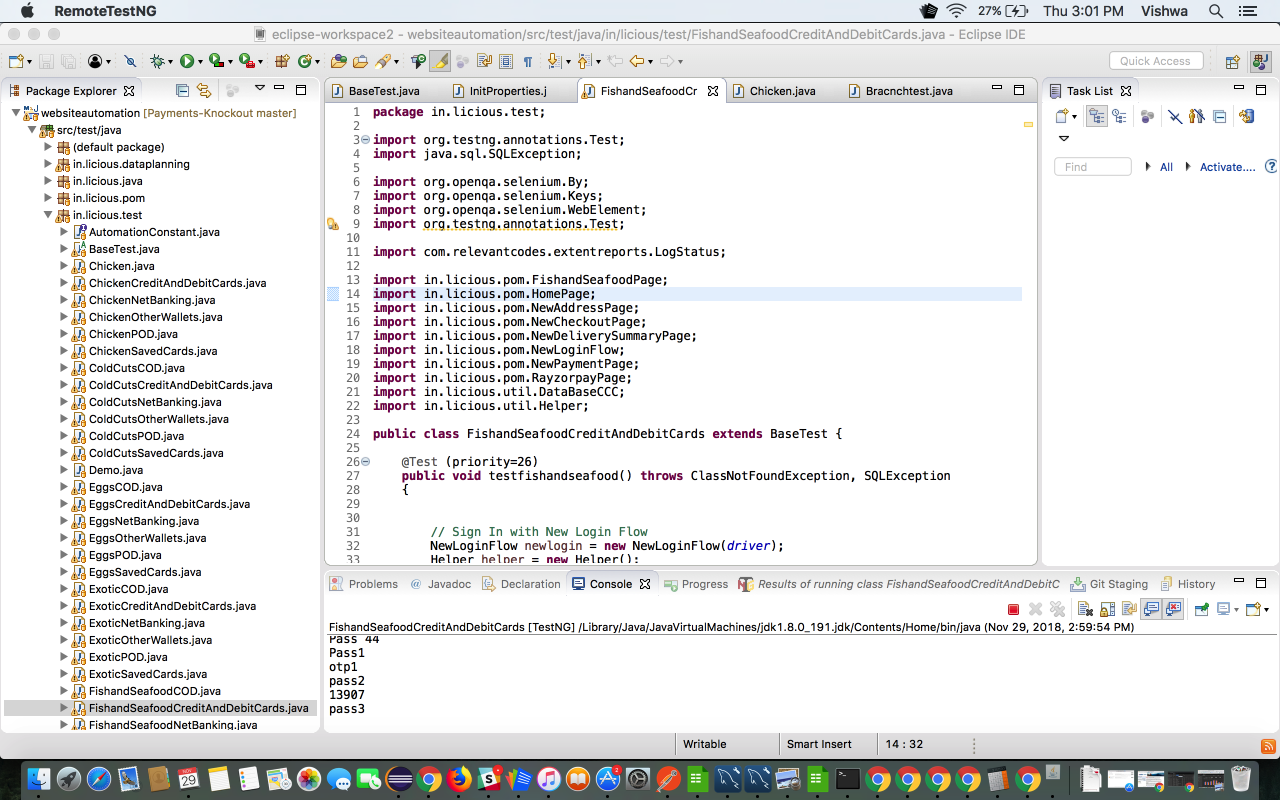 RemoteTestNG
27%
Thu 3:01 PM
Vishwa
eclipse-workspace2 - websiteautomation/src/test/java/in/licious/test/FishandSeafoodCreditAndDebitCards.java - Eclipse IDE
Quick Access
Package Explorer
websiteautomation [Payments-Knockout master]
src/test/java
(default package)
in.licious.dataplanning
in.licious.java
in.licious.pom
in.licious.test
AutomationConstant.java
BaseTest.java
Chicken.java
ChickenCreditAndDebitCards.java
ChickenNetBanking.java
ChickenOtherWallets.java
ChickenPOD.java
ChickenSavedCards.java
ColdCutsCOD.java
ColdCutsCreditAndDebitCards.java
ColdCutsNetBanking.java
ColdCutsOtherWallets.java
ColdCutsPOD.java
ColdCutsSavedCards.java
Demo.java
EggsCOD.java
EggsCreditAndDebitCards.java
EggsNetBanking.java
EggsOtherWallets.java
EggsPOD.java
EggsSavedCards.java
ExoticCOD.java
ExoticCreditAndDebitCards.java
ExoticNetBanking.java
ExoticOtherWallets.java
ExoticPOD.java
ExoticSavedCards.java
FishandSeafoodCOD.java
FishandSeafoodCreditAndDebitCards.java
FishandSeafoodNetBanking.java
BaseTest.java
InitProperties.j
FishandSeafoodCr
Chicken.java
Bracnchtest.java
1 package in.licious.test;
2
3 import org.testng.annotations.Test;
4 import java.sql.SQLException;
5
6 import org.openqa.selenium.By;
7 import org.openqa.selenium.Keys;
8 import org.openqa.selenium.WebElement;
9 import org.testng.annotations.Test;
10
11 import com.relevantcodes.extentreports.LogStatus;
12
13 import in.licious.pom.FishandSeafoodPage;
14 import in.licious.pom.HomePage;
15 import in.licious.pom.NewAddressPage;
16 import in.licious.pom.NewCheckoutPage;
17 import in.licious.pom.NewDeliverySummaryPage;
18 import in.licious.pom.NewLoginFlow;
19 import in.licious.pom.NewPaymentPage;
20 import in.licious.pom.RayzorpayPage;
21 import in.licious.util.DataBaseCCC;
22 import in.licious.util.Helper;
23
24 public class FishandSeafoodCreditAndDebitCards extends BaseTest {
25
26 @Test (priority=26)
27 public void testfishandseafood() throws ClassNotFoundException, SQLException
28 {
29
30
31 // Sign In with New Login Flow
32 NewLoginFlow newlogin = new NewLoginFlow(driver);
33 Helper helper = new Helper();
Task List
Find
All
Activate....
Problems
@ Javadoc
Declaration
Console
Progress
Results of running class FishandSeafoodCreditAndDebitC
Git Staging
History
FishandSeafoodCreditAndDebitCards [TestNG] /Library/Java/JavaVirtualMachines/jdk1.8.0_191.jdk/Contents/Home/bin/java (Nov 29, 2018, 2:59:54 PM)
Pass 44
Pass1
otp1
pass2
13907
pass3
Writable
Smart Insert
14 : 32
29